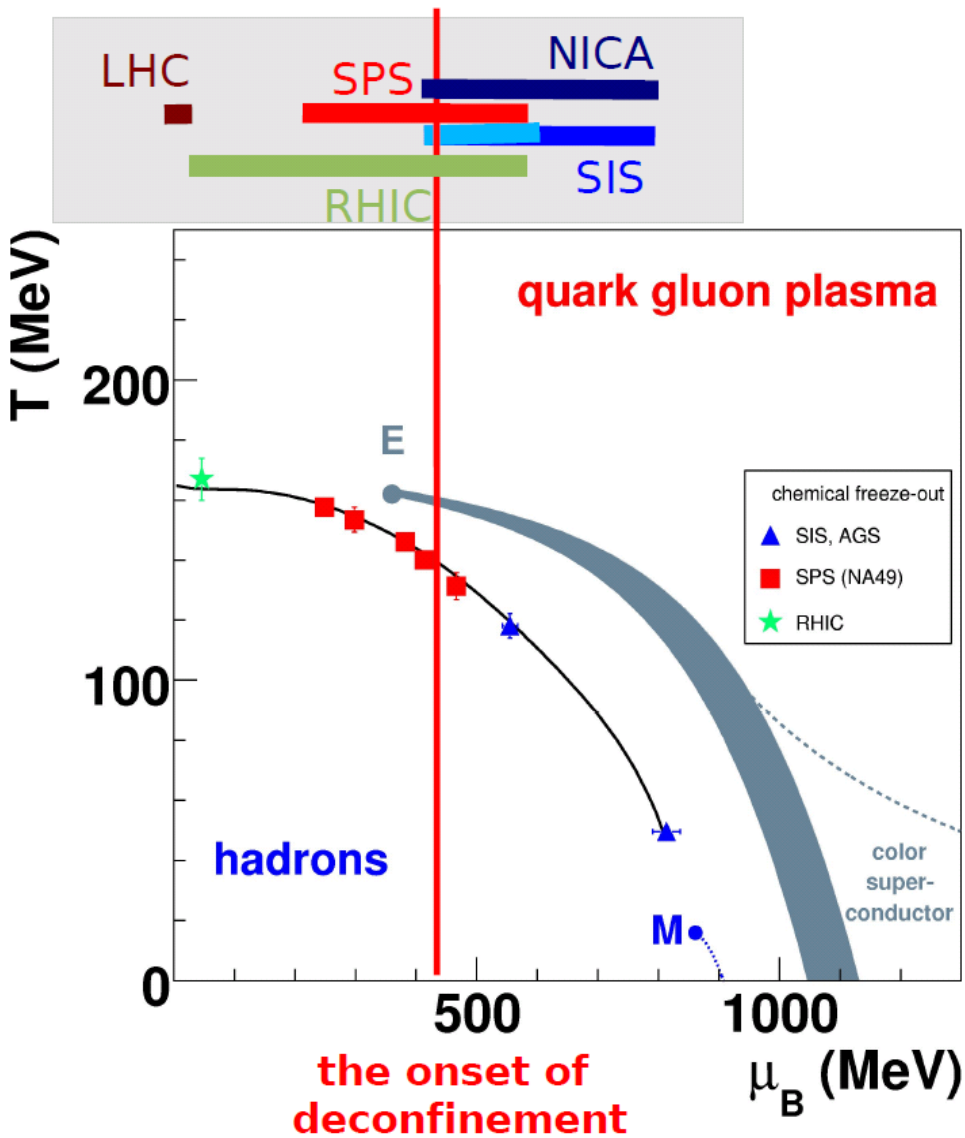 LHC
SPS
NICA
SIS
RHIC
T (MeV)
quark gluon plasma
200
E
chemical freeze-out
SIS, AGS
SPS (NA49)
RHIC
100
hadrons
color
super-
conductor
M
0
500
1000
the onset of
deconfinement
μB (MeV)